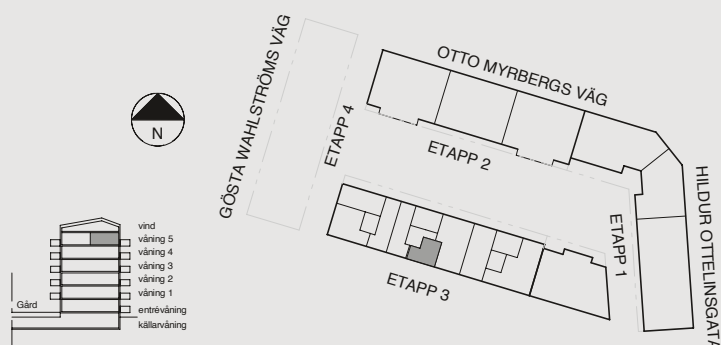 GÖSTA WAHLSTRÖMS VÄG
ETAPP 4
OTTO MYRBERGS VÄG
ETAPP 2
HILDUR OTTELINSGATA
ETAPP 1
ETAPP 3
N
vind
våning 5
våning 4
våning 3
våning 2
våning 1
Gård
entrévåning
källarvåning